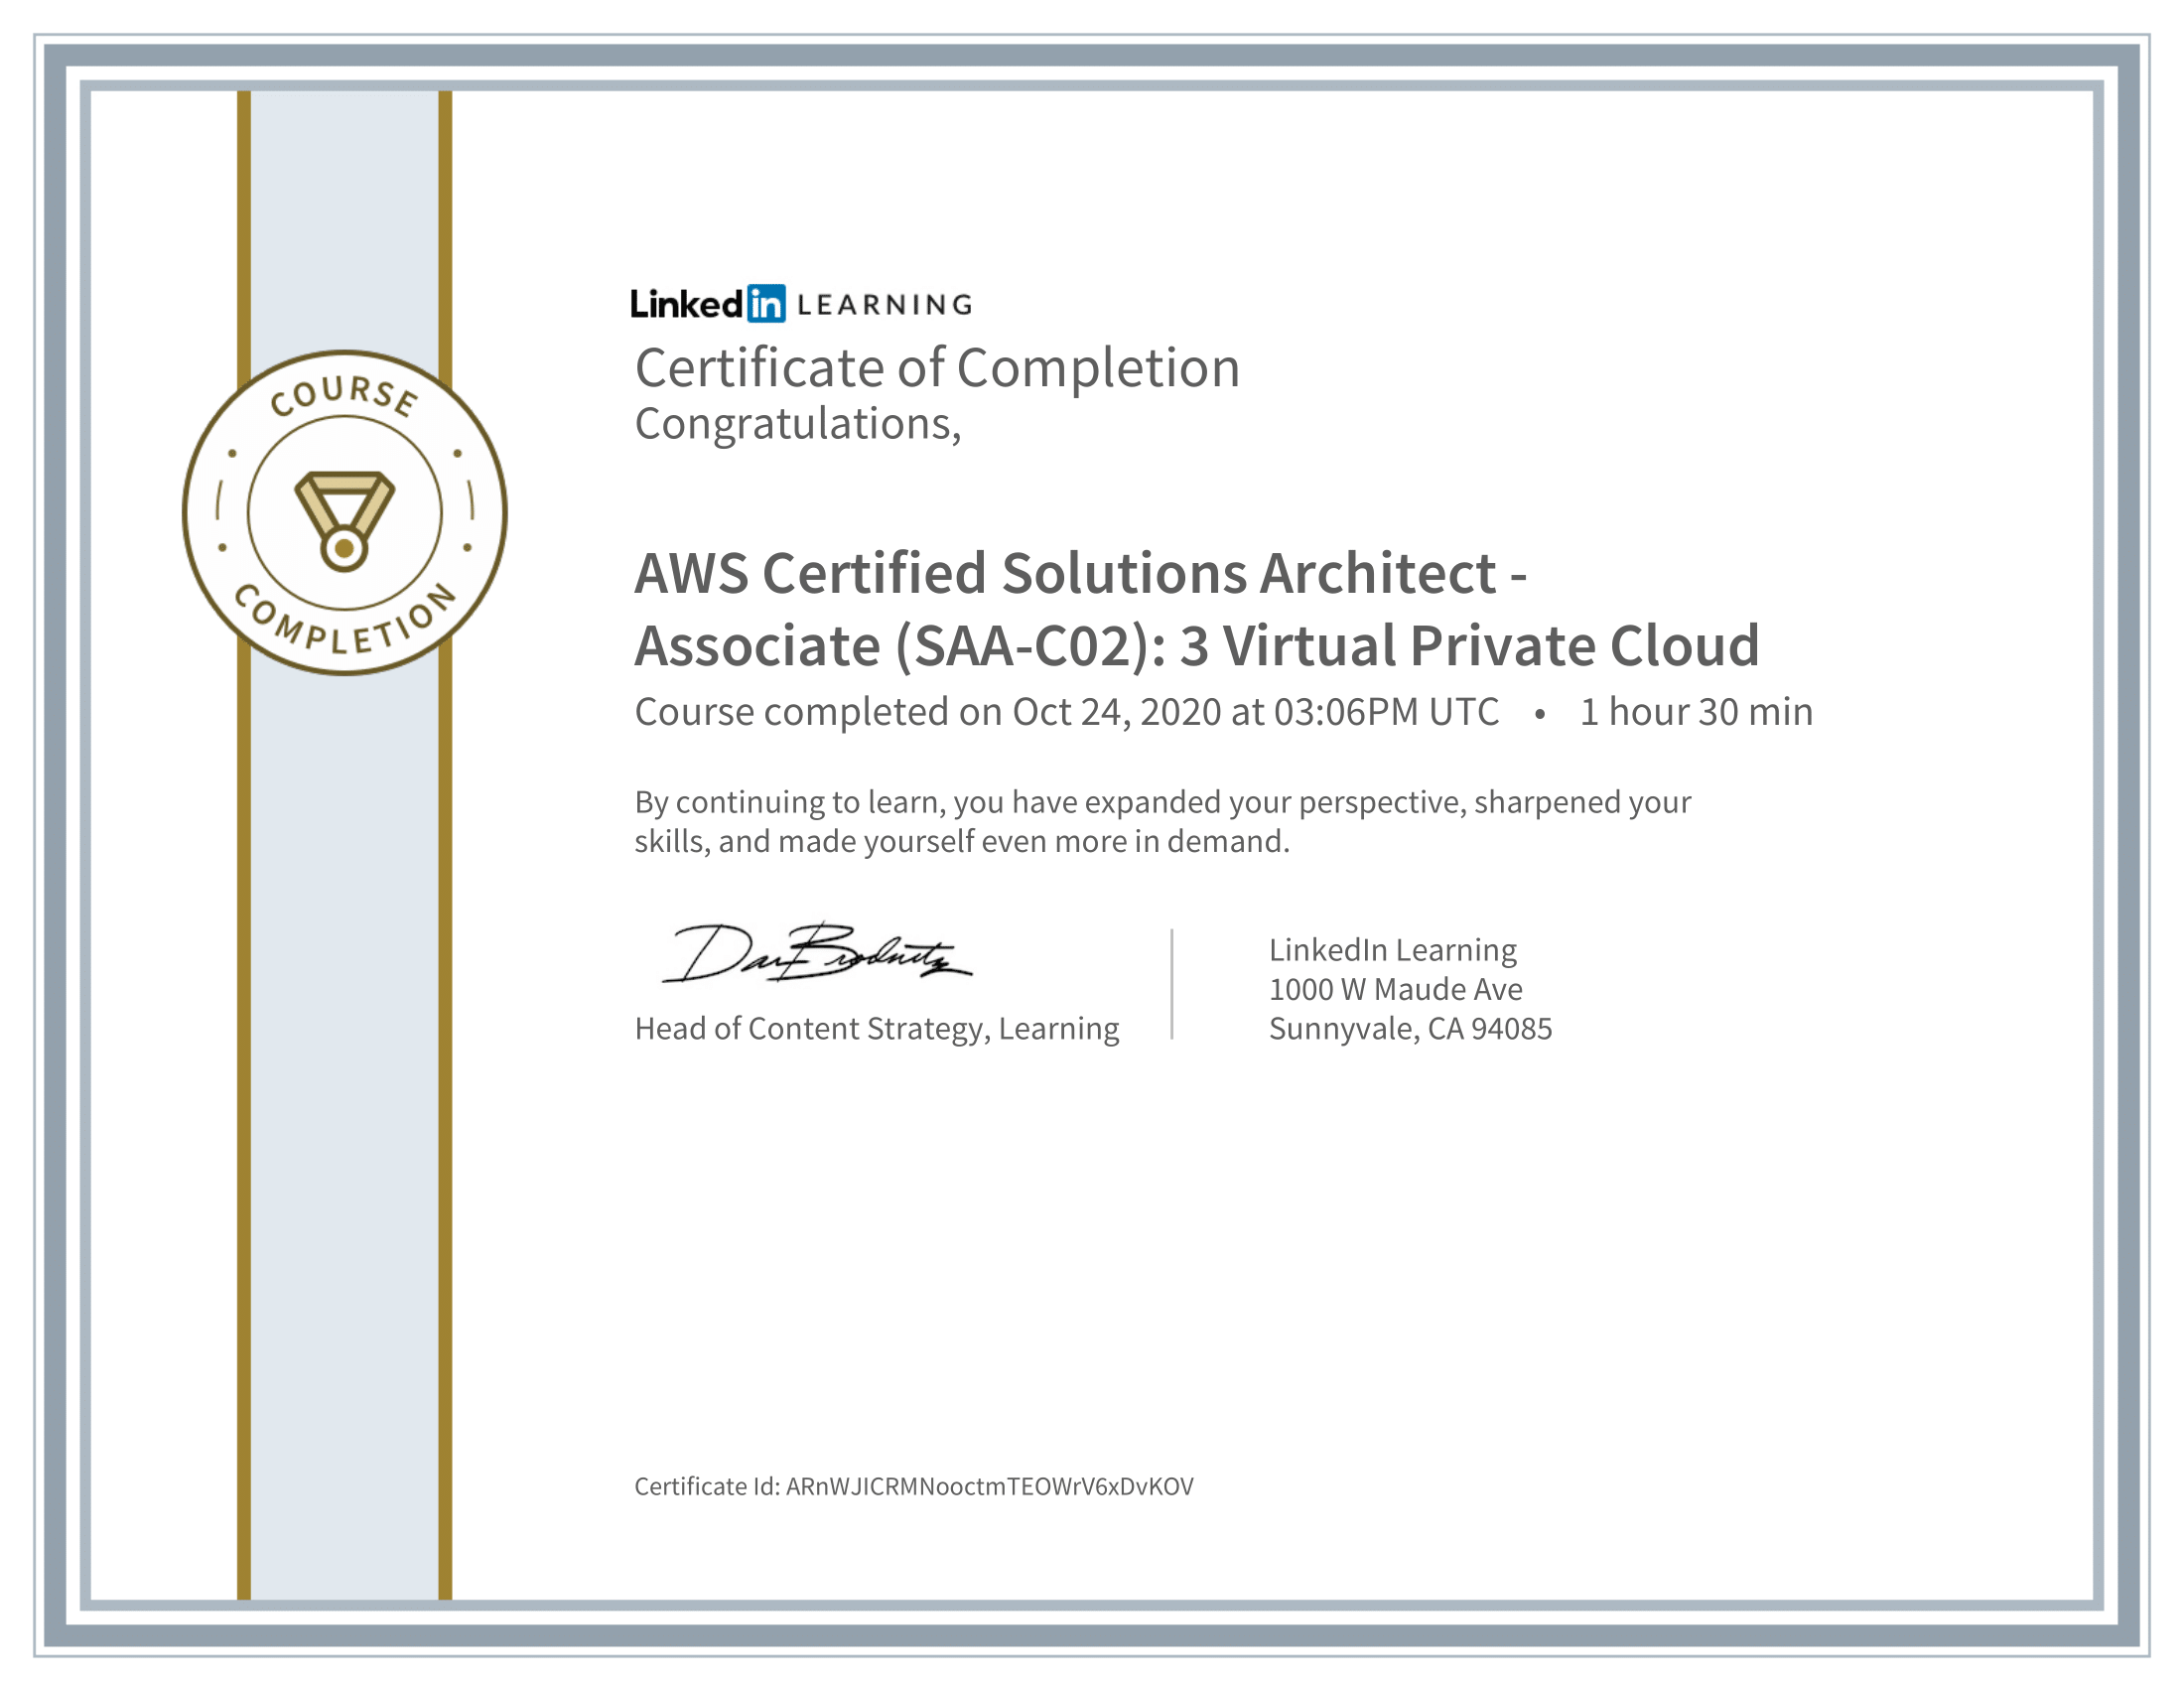 COURSE
COMPLETION
Linked in LEARNING
Certificate of Completion
Congratulations,
AWS Certified Solutions Architect -
Associate (SAA-C02): 3 Virtual Private Cloud
Course completed on Oct 24, 2020 at 03:06PM UTC • 1 hour 30 min
By continuing to learn, you have expanded your perspective, sharpened your
skills, and made yourself even more in demand.
Dan Brodnitz
Head of Content Strategy, Learning
LinkedIn Learning
1000 W Maude Ave
Sunnyvale, CA 94085
Certificate Id: ARnWJICRMNooctmTEOWrV6xDvKOV